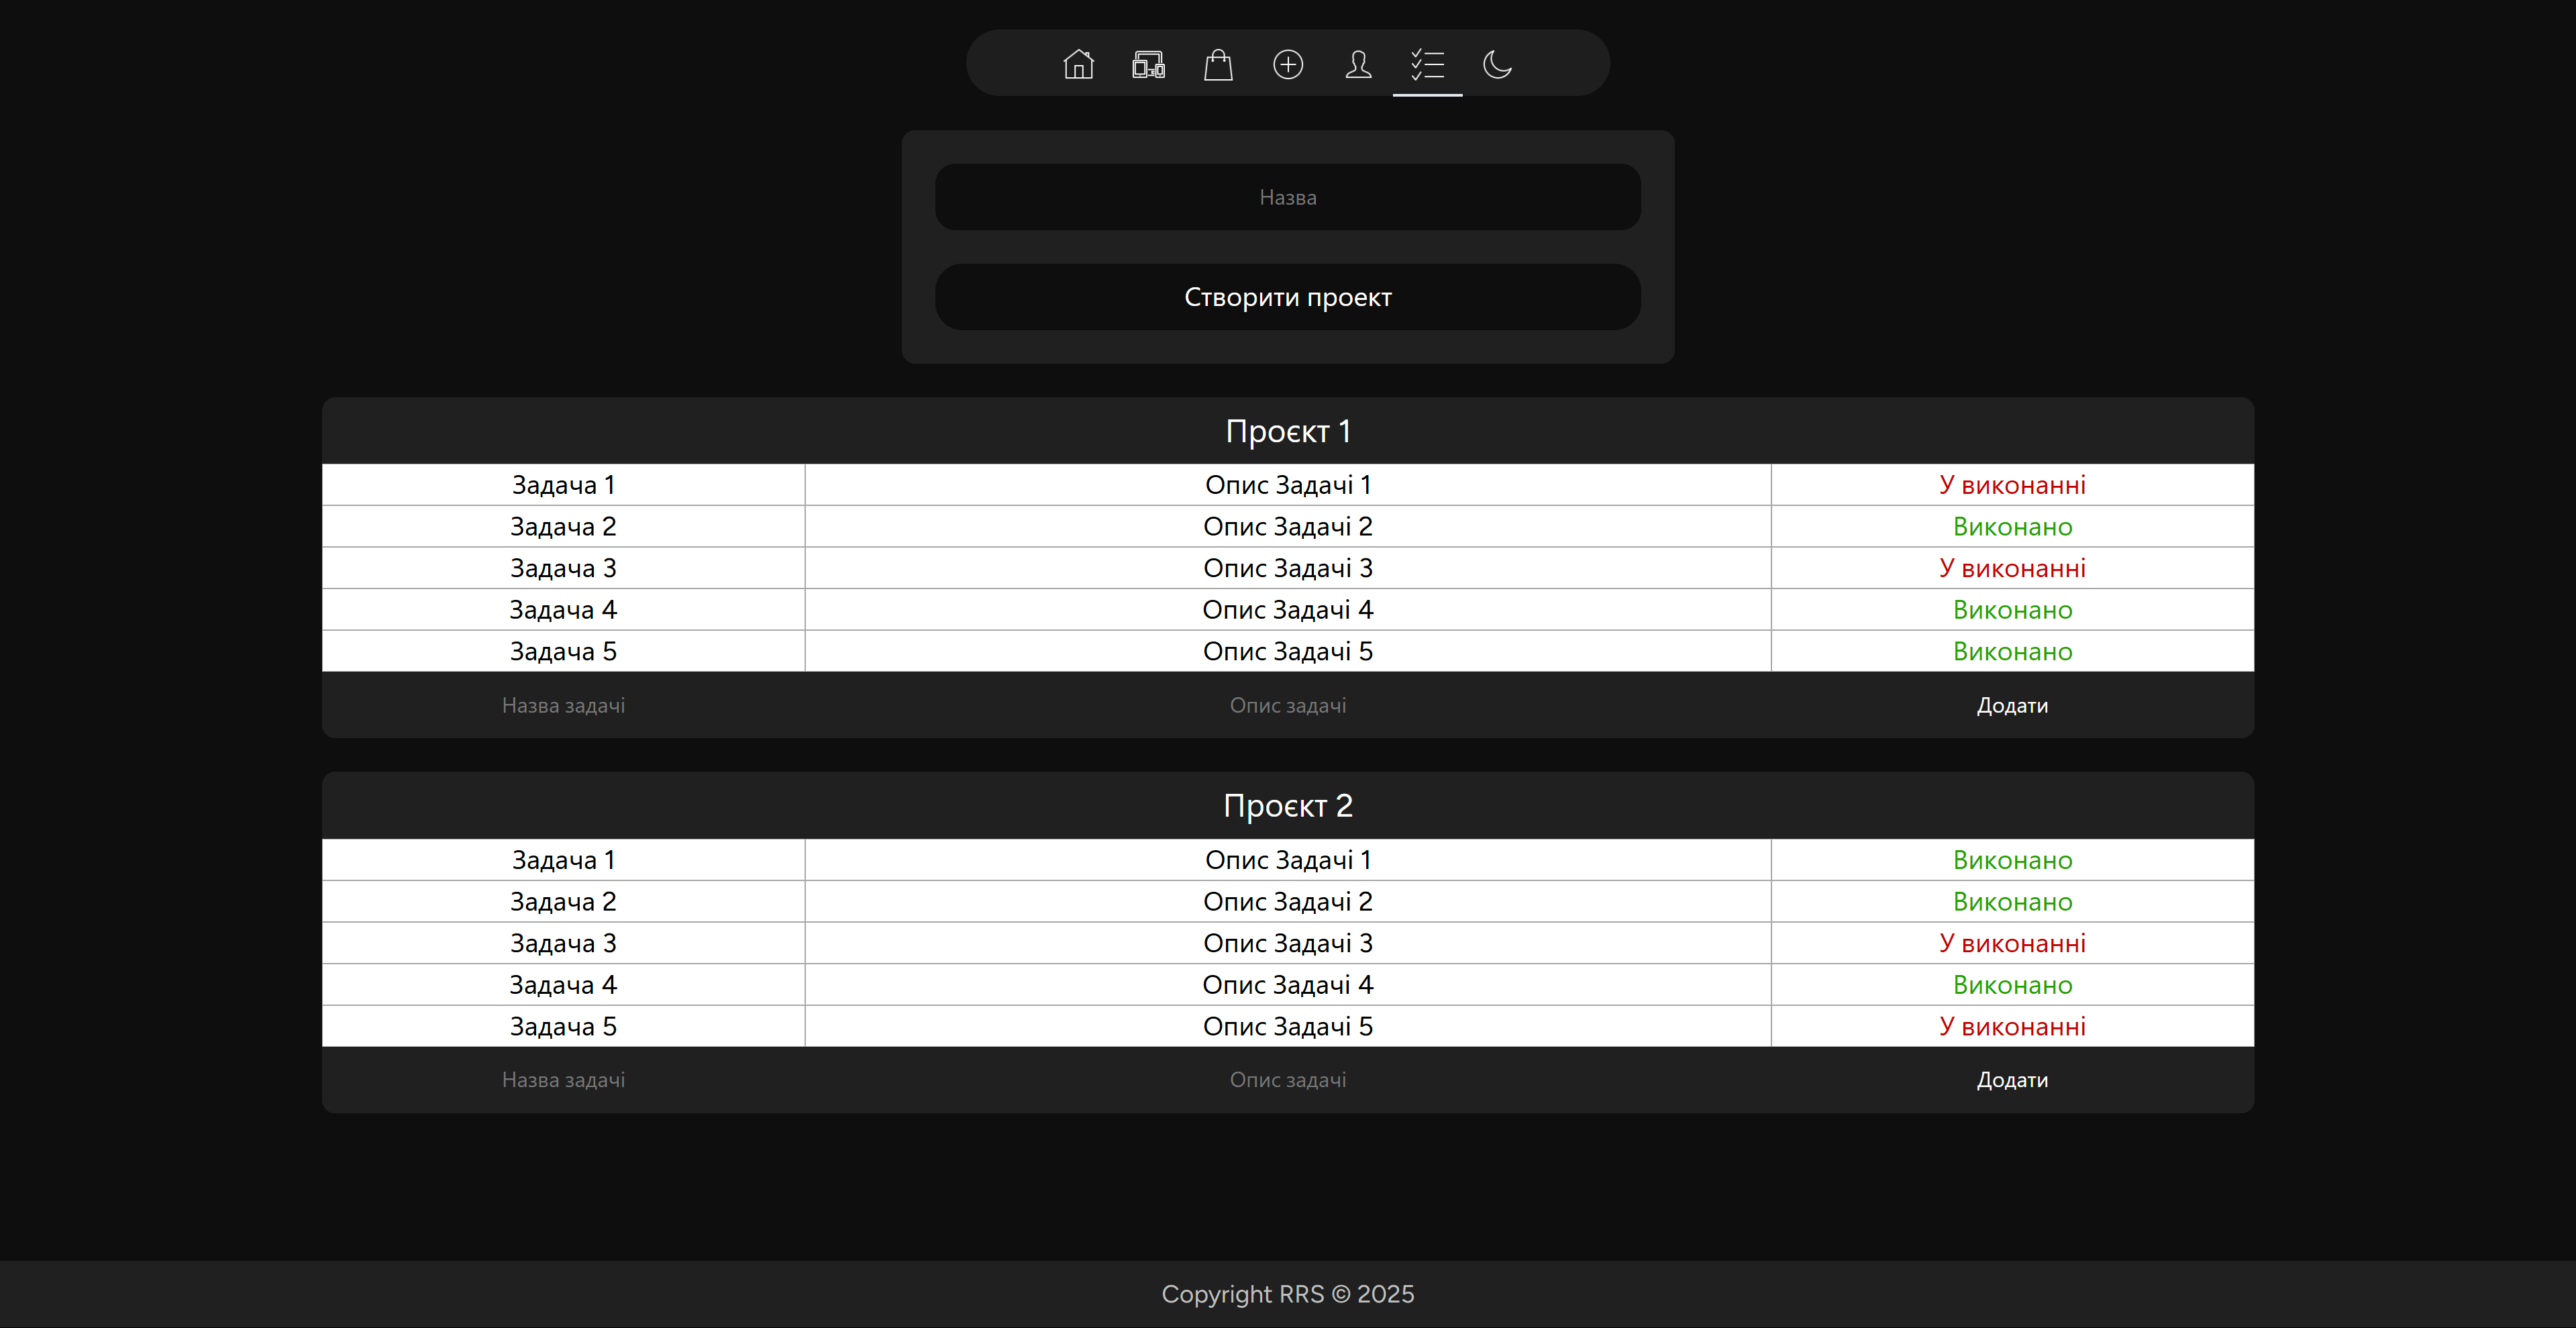 Назва
Створити проект
Проєкт 1
Задача 1 Опис Задачі 1 У виконанні
Задача 2 Опис Задачі 2 Виконано
Задача 3 Опис Задачі 3 У виконанні
Задача 4 Опис Задачі 4 Виконано
Задача 5 Опис Задачі 5 Виконано
Назва задачі Опис задачі Додати
Проєкт 2
Задача 1 Опис Задачі 1 Виконано
Задача 2 Опис Задачі 2 Виконано
Задача 3 Опис Задачі 3 У виконанні
Задача 4 Опис Задачі 4 Виконано
Задача 5 Опис Задачі 5 У виконанні
Назва задачі Опис задачі Додати
Copyright RRS © 2025